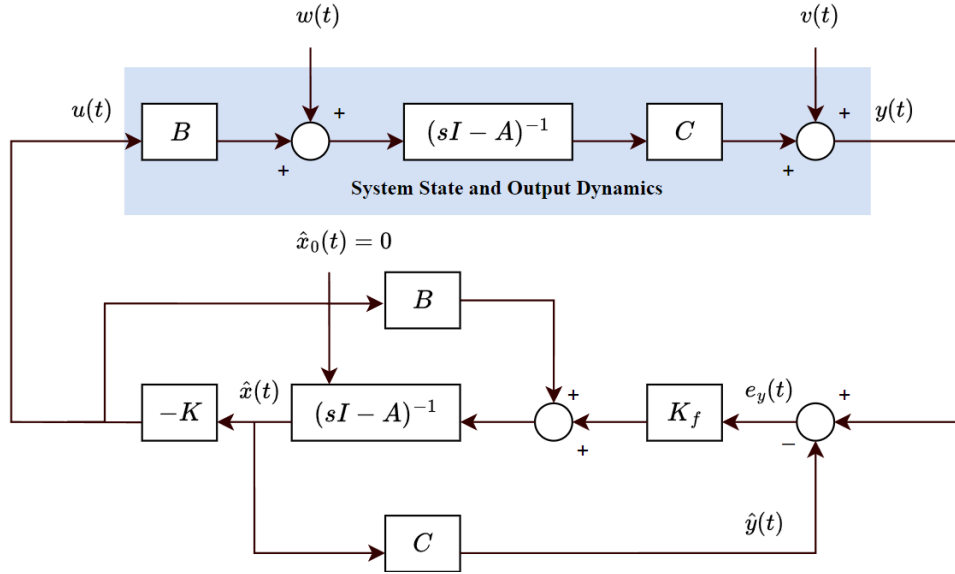 w(t)
v(t)
u(t)
B
+
+
(sI − A)⁻¹
C
+
+
y(t)
System State and Output Dynamics
x̂₀(t) = 0
B
−K
x̂(t)
(sI − A)⁻¹
+
+
K_f
e_y(t)
+
−
C
ŷ(t)